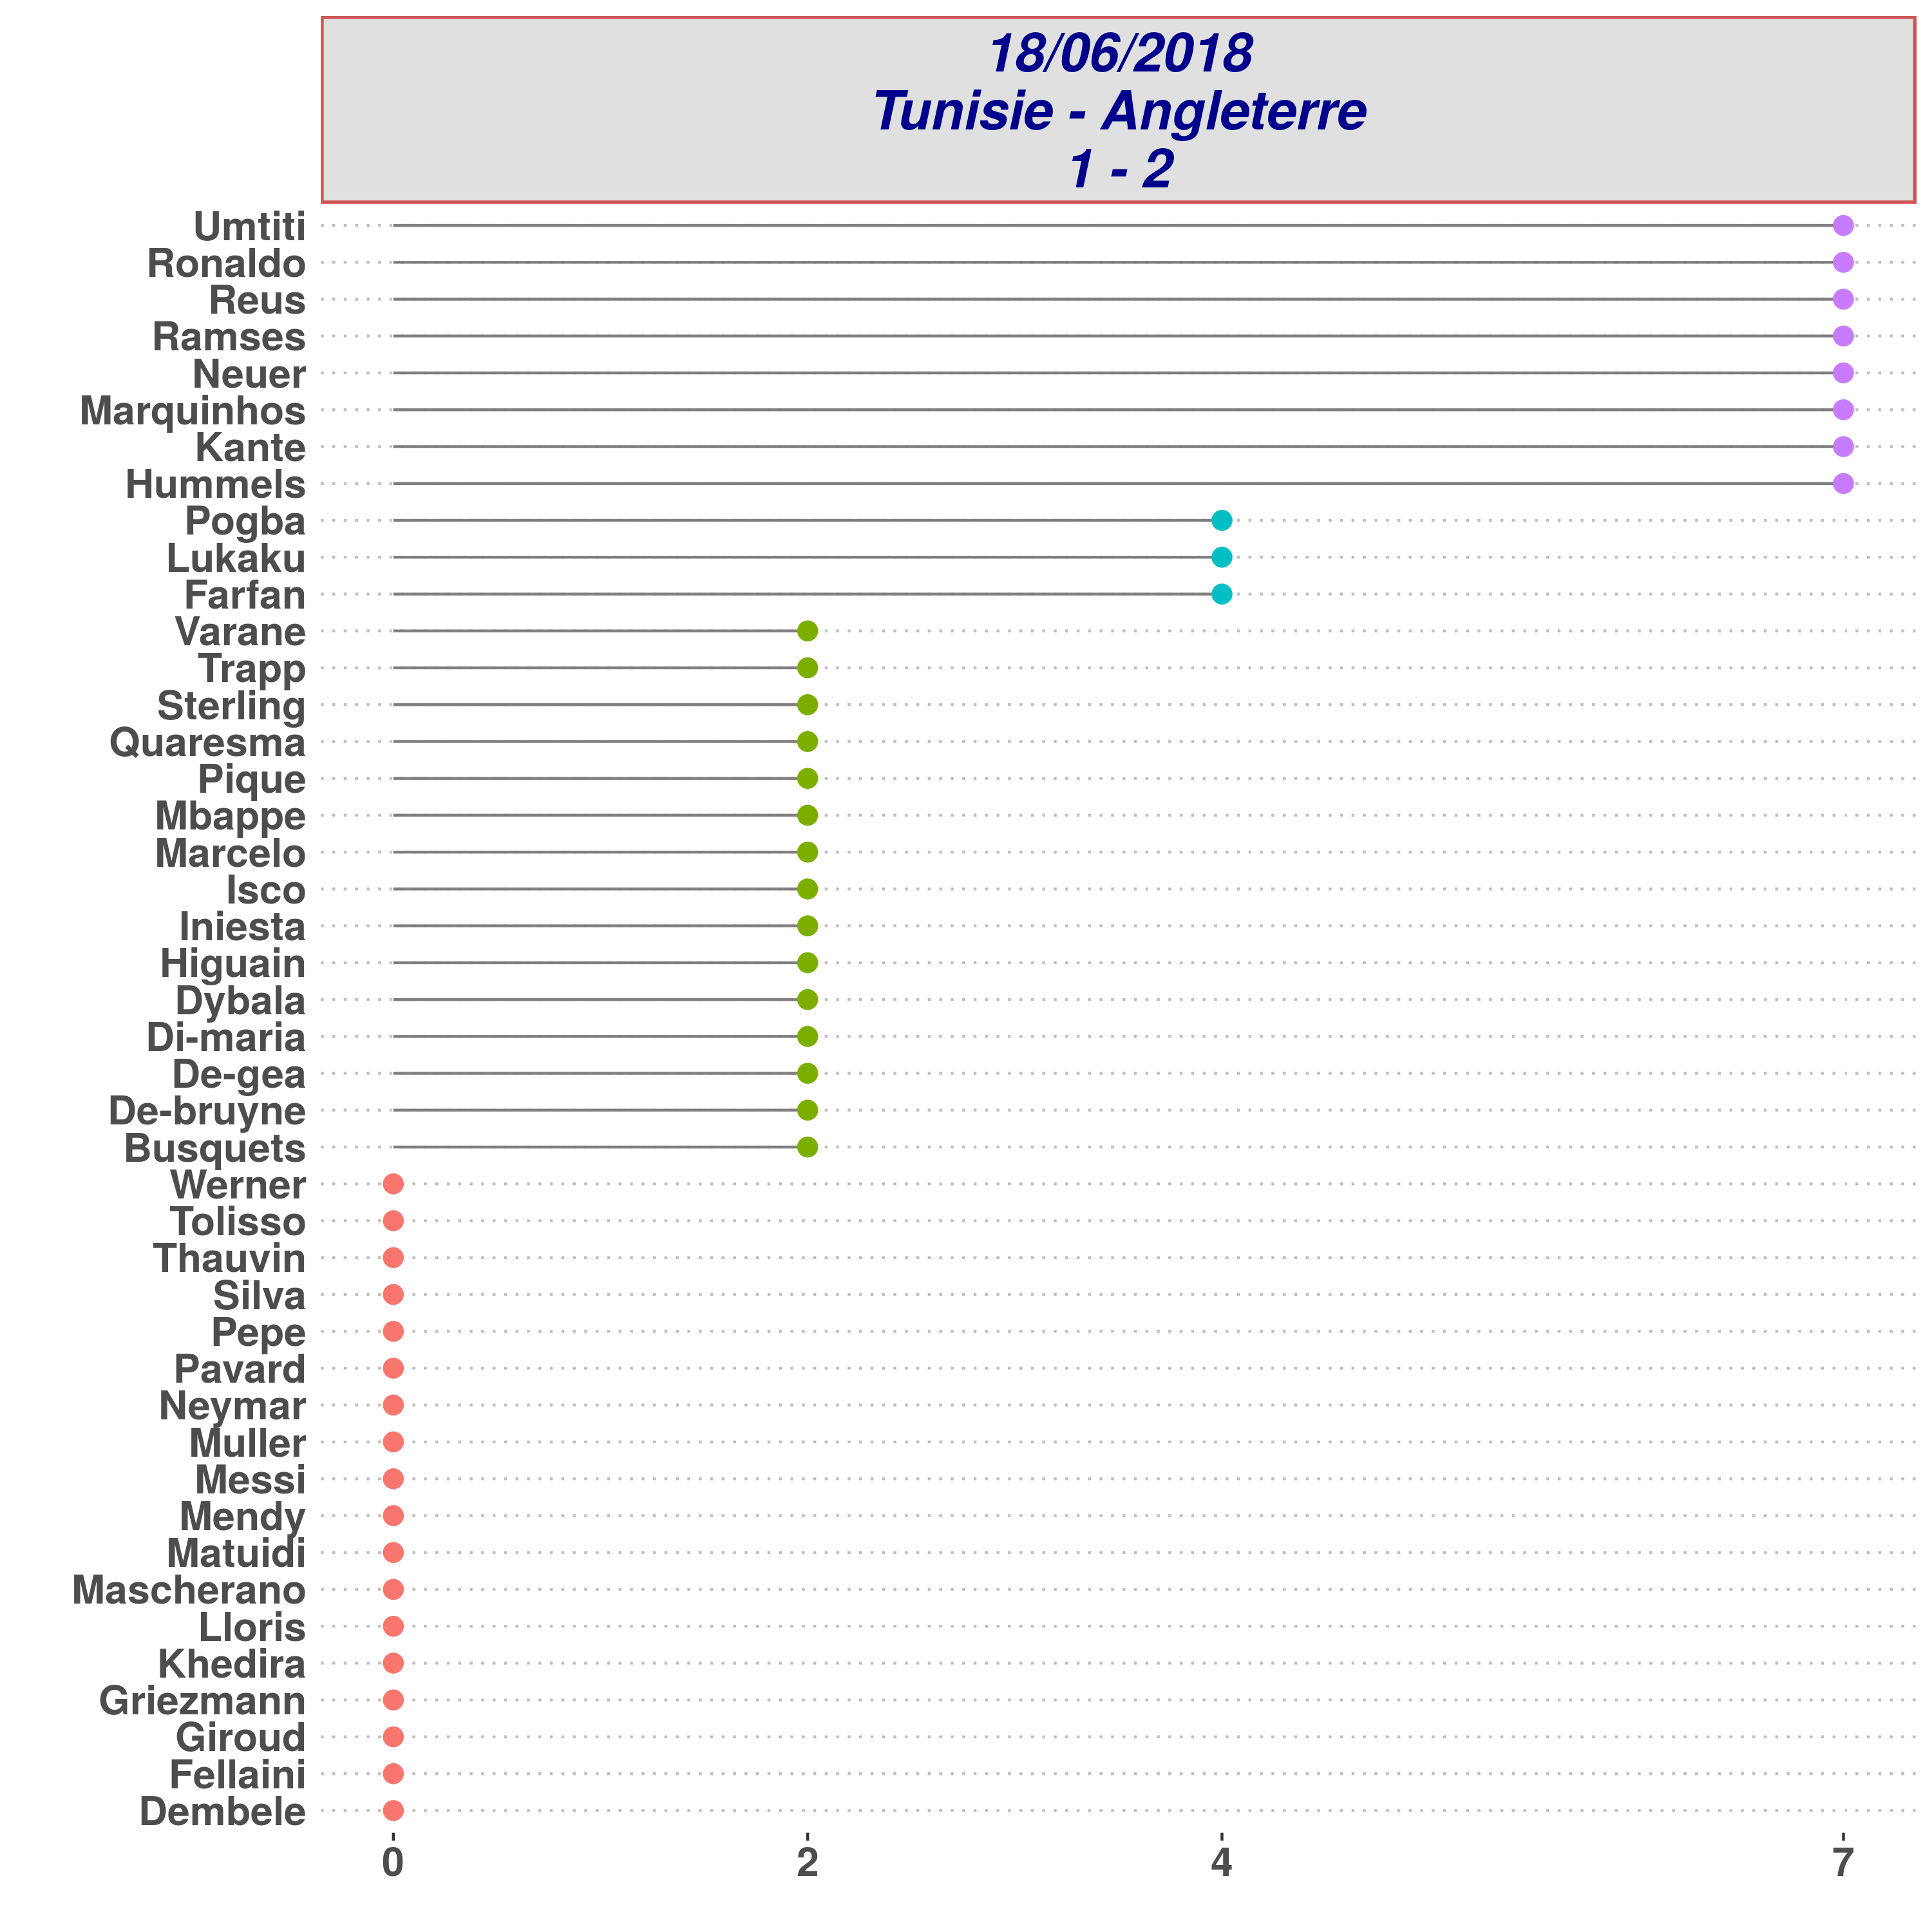 18/06/2018
Tunisie - Angleterre
1 - 2
Umtiti
Ronaldo
Reus
Ramses
Neuer
Marquinhos
Kante
Hummels
Pogba
Lukaku
Farfan
Varane
Trapp
Sterling
Quaresma
Pique
Mbappe
Marcelo
Isco
Iniesta
Higuain
Dybala
Di-maria
De-gea
De-bruyne
Busquets
Werner
Tolisso
Thauvin
Silva
Pepe
Pavard
Neymar
Muller
Messi
Mendy
Matuidi
Mascherano
Lloris
Khedira
Griezmann
Giroud
Fellaini
Dembele
0 2 4 7